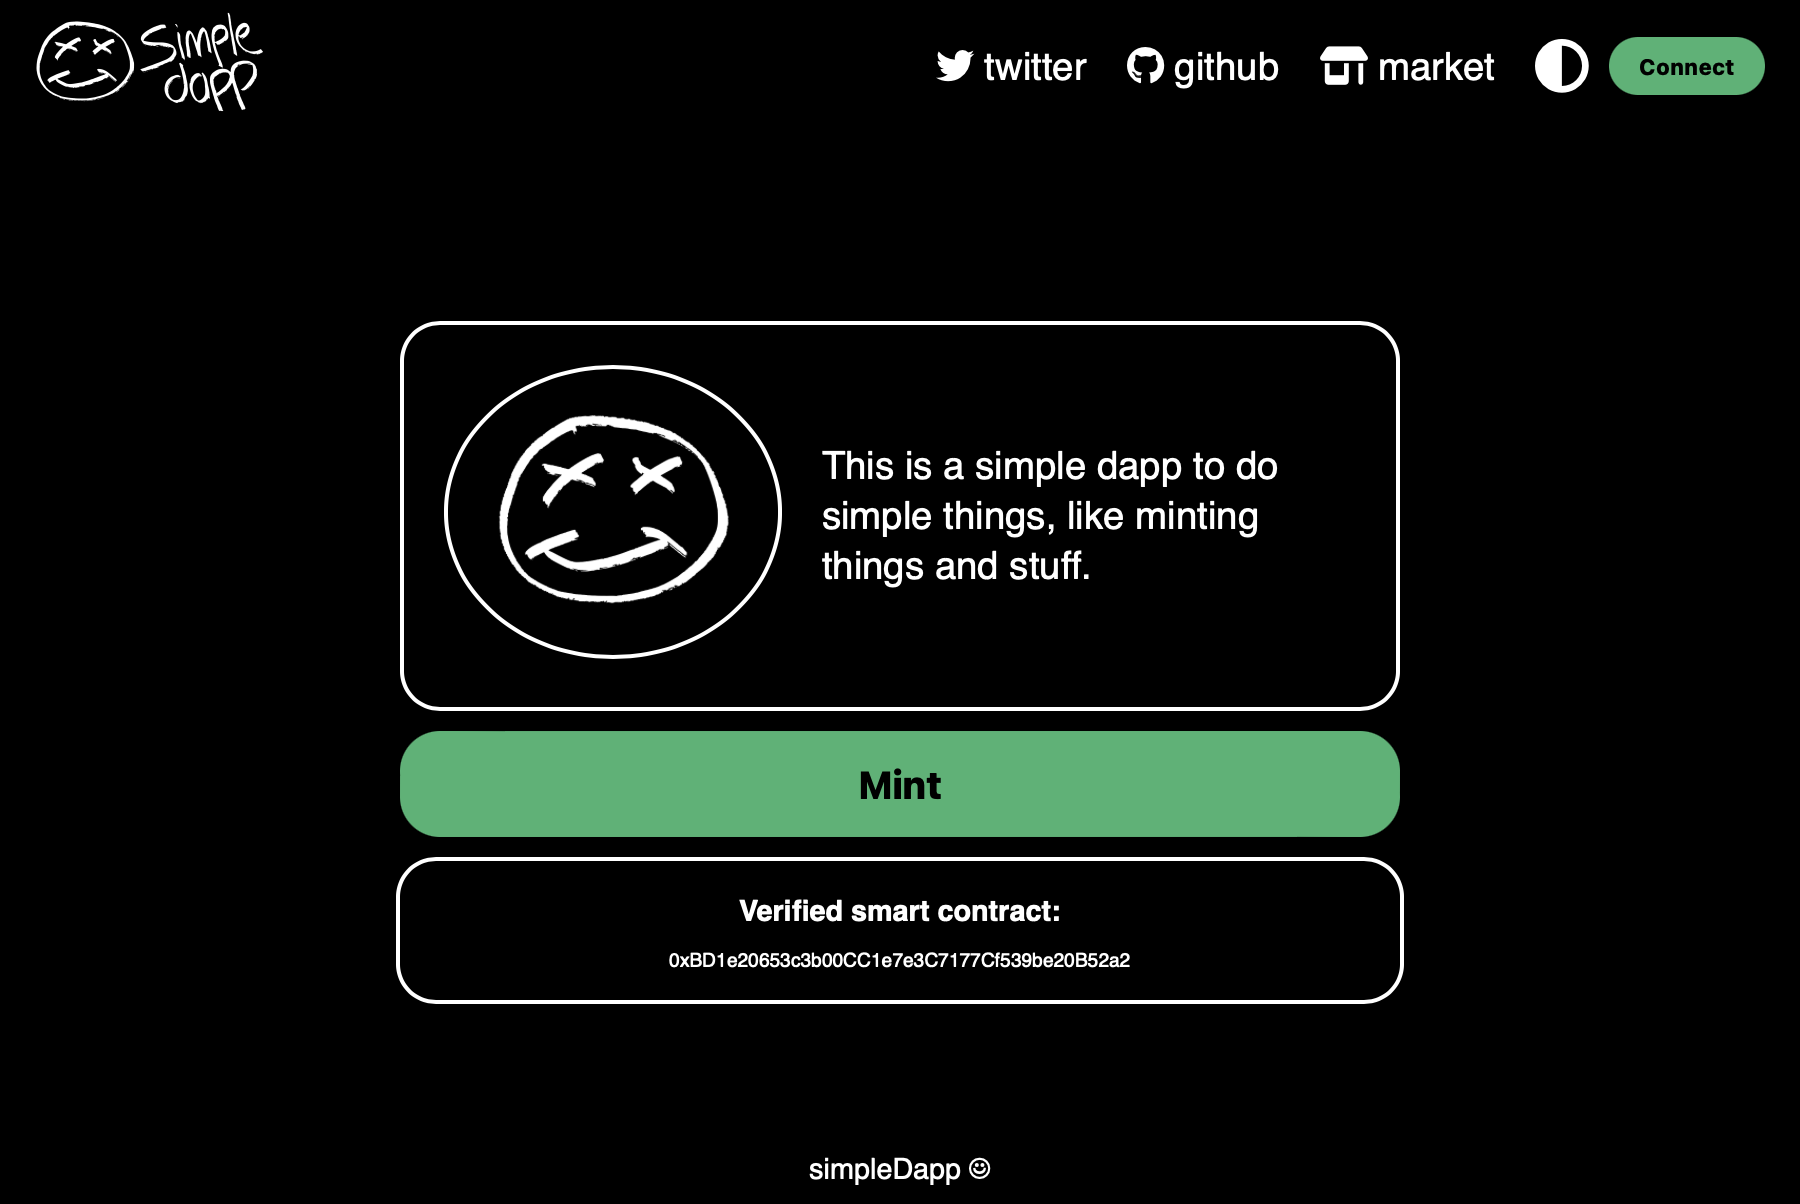 Simple
dapp
twitter
github
market
Connect
This is a simple dapp to do
simple things, like minting
things and stuff.
Mint
Verified smart contract:
0xBD1e20653c3b00CC1e7e3C7177Cf539be20B52a2
simpleDapp ☺